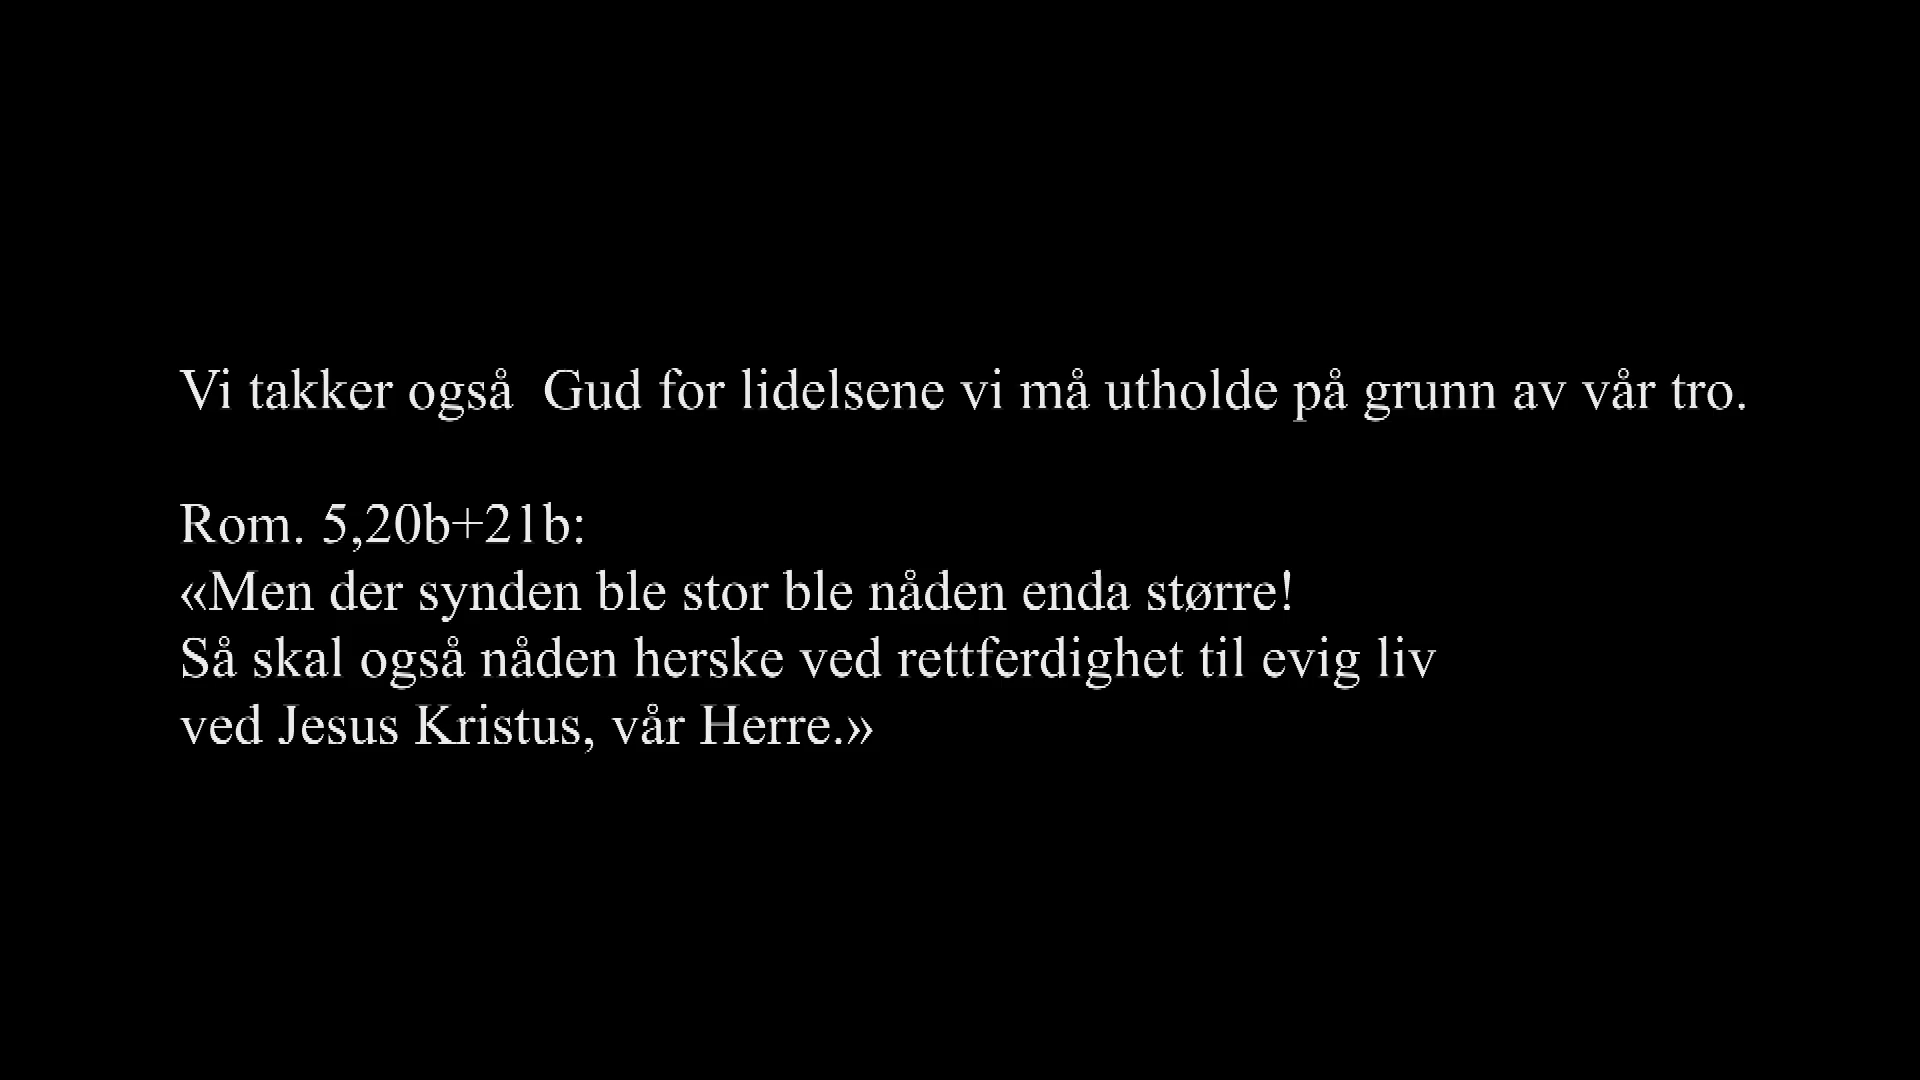 Vi takker også  Gud for lidelsene vi må utholde på grunn av vår tro.
Rom. 5,20b+21b:
«Men der synden ble stor ble nåden enda større!
Så skal også nåden herske ved rettferdighet til evig liv
ved Jesus Kristus, vår Herre.»